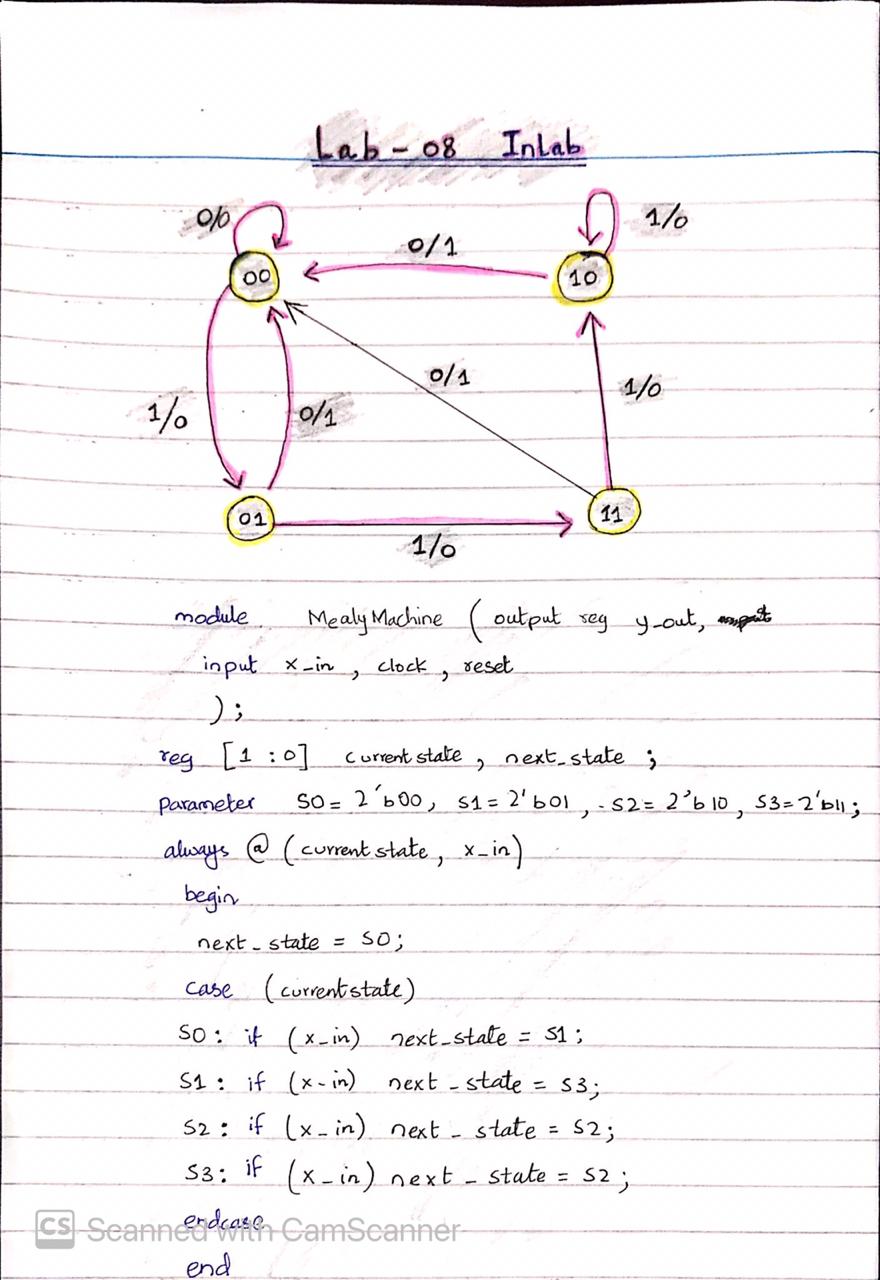 Lab - 08 InLab
0/0
1/0
0/1
00
10
0/1
1/0
0/1
1/0
01
11
1/0
module MealyMachine ( output reg y_out,
input x_in , clock , reset
) ;
reg [1 : 0] currentstate , next_state ;
parameter S0 = 2'b00, S1 = 2'b01 , S2 = 2'b10 , S3 = 2'b11 ;
always @ (currentstate , x_in)
begin
next_state = S0;
case (currentstate)
S0 : if (x_in) next_state = S1 ;
S1 : if (x_in) next_state = S3 ;
S2 : if (x_in) next_state = S2 ;
S3 : if (x_in) next_state = S2 ;
endcase
CS Scanned with CamScanner
end